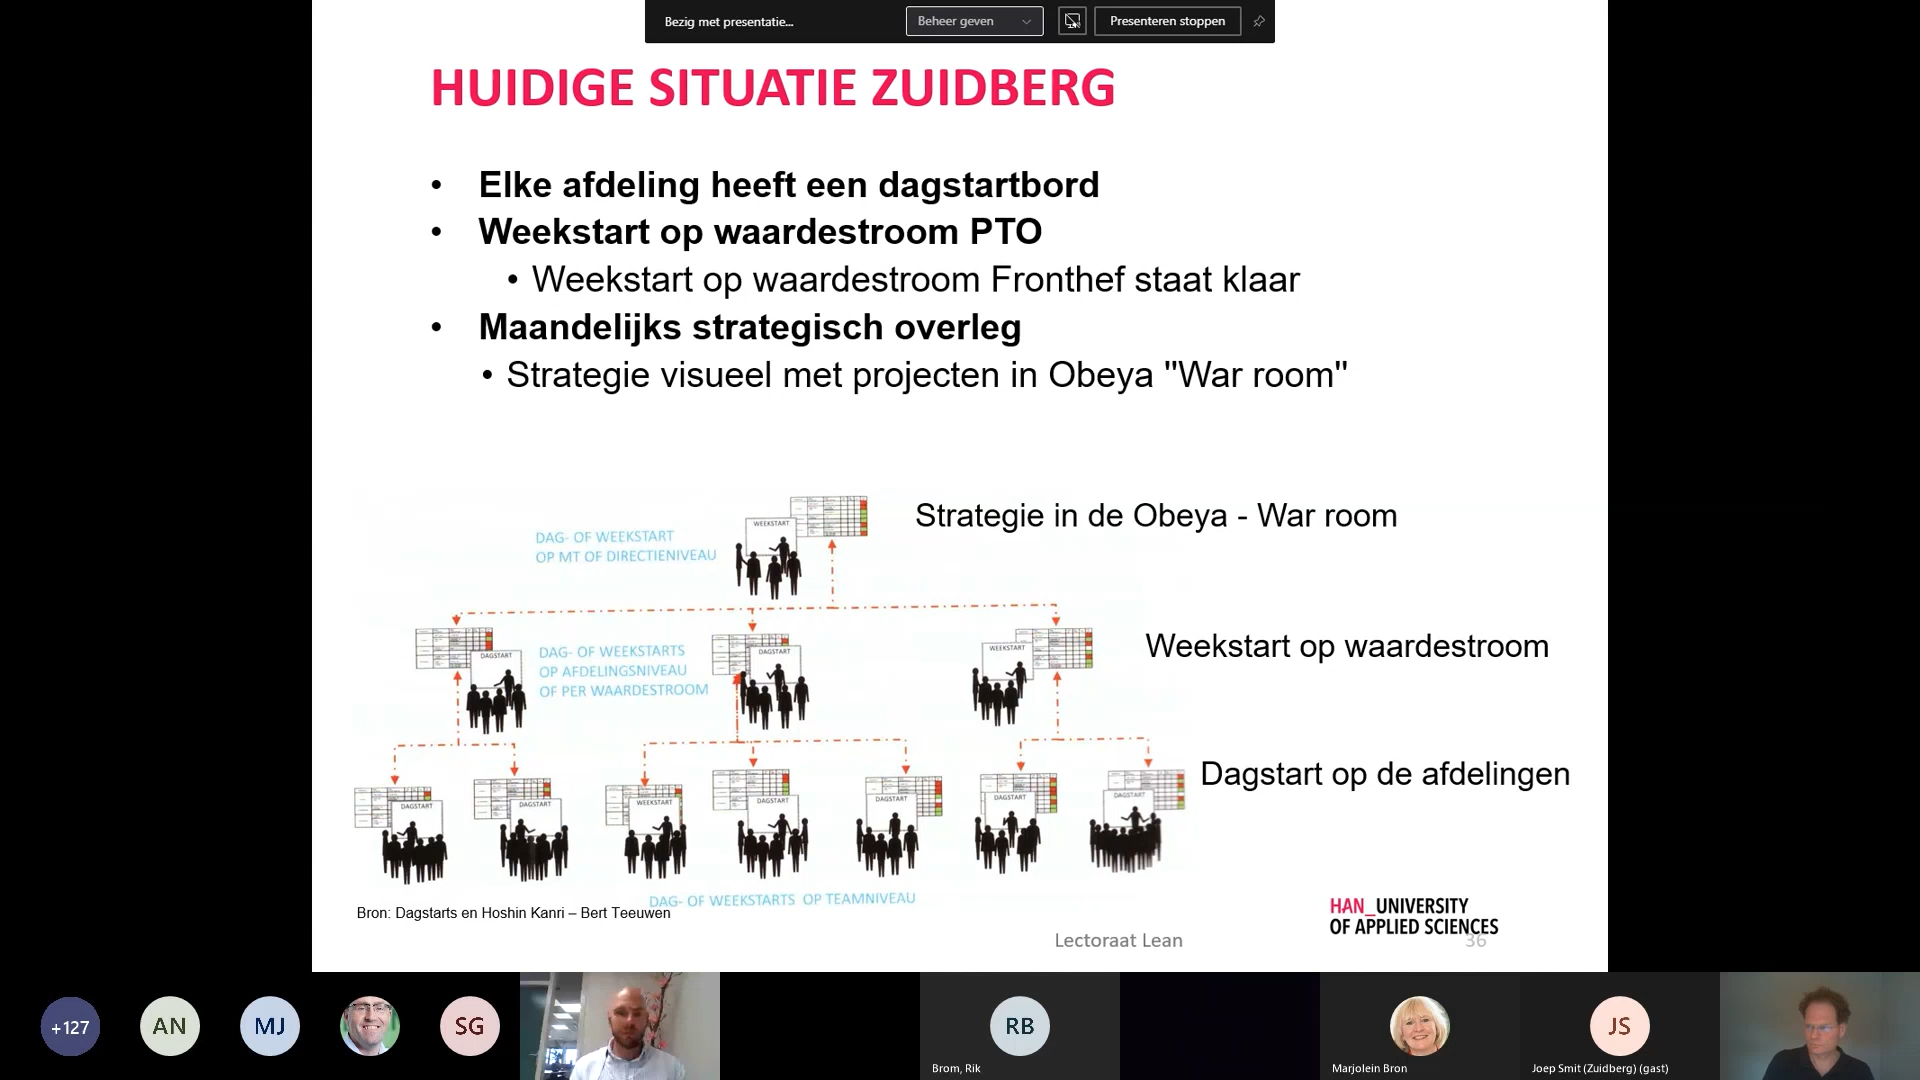 Bezig met presentatie...
Beheer geven
Presenteren stoppen
HUIDIGE SITUATIE ZUIDBERG
• Elke afdeling heeft een dagstartbord
• Weekstart op waardestroom PTO
• Weekstart op waardestroom Fronthef staat klaar
• Maandelijks strategisch overleg
• Strategie visueel met projecten in Obeya "War room"
Strategie in de Obeya - War room
WEEKSTART
DAG- OF WEEKSTART
OP MT OF DIRECTIENIVEAU
DAGSTART
DAG- OF WEEKSTARTS
OP AFDELINGSNIVEAU
OF PER WAARDESTROOM
DAGSTART
WEEKSTART
Weekstart op waardestroom
Dagstart op de afdelingen
DAGSTART
DAGSTART
WEEKSTART
DAGSTART
DAGSTART
DAGSTART
DAGSTART
DAG- OF WEEKSTARTS OP TEAMNIVEAU
Bron: Dagstarts en Hoshin Kanri – Bert Teeuwen
HAN_UNIVERSITY
OF APPLIED SCIENCES
Lectoraat Lean
36
+127
AN
MJ
SG
RB
JS
Brom, Rik
Marjolein Bron
Joep Smit (Zuidberg) (gast)